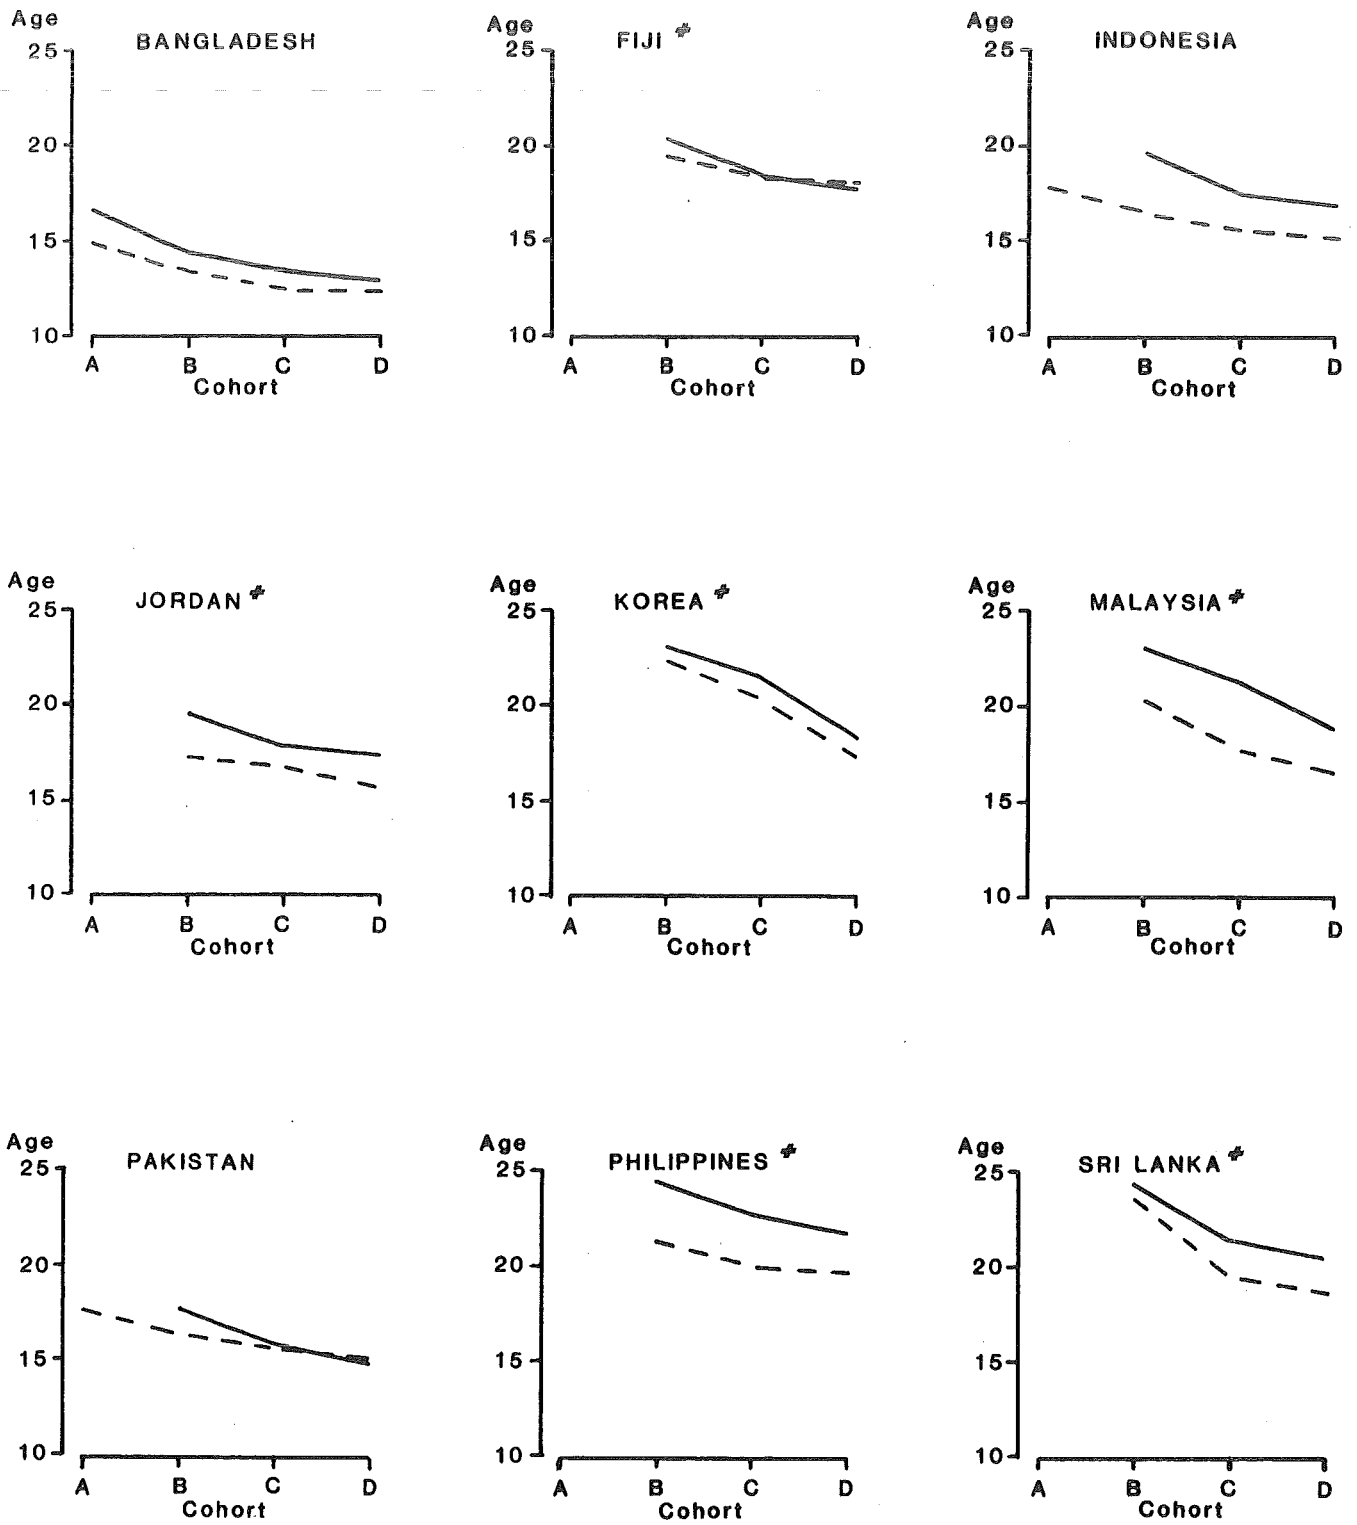 Age
BANGLADESH
25
20
15
10
A B C D
Cohort
Age
FIJI +
25
20
15
10
A B C D
Cohort
Age
INDONESIA
25
20
15
10
A B C D
Cohort
Age
JORDAN +
25
20
15
10
A B C D
Cohort
Age
KOREA +
25
20
15
10
A B C D
Cohort
Age
MALAYSIA +
25
20
15
10
A B C D
Cohort
Age
PAKISTAN
25
20
15
10
A B C D
Cohort
Age
PHILIPPINES +
25
20
15
10
A B C D
Cohort
Age
SRI LANKA +
25
20
15
10
A B C D
Cohort